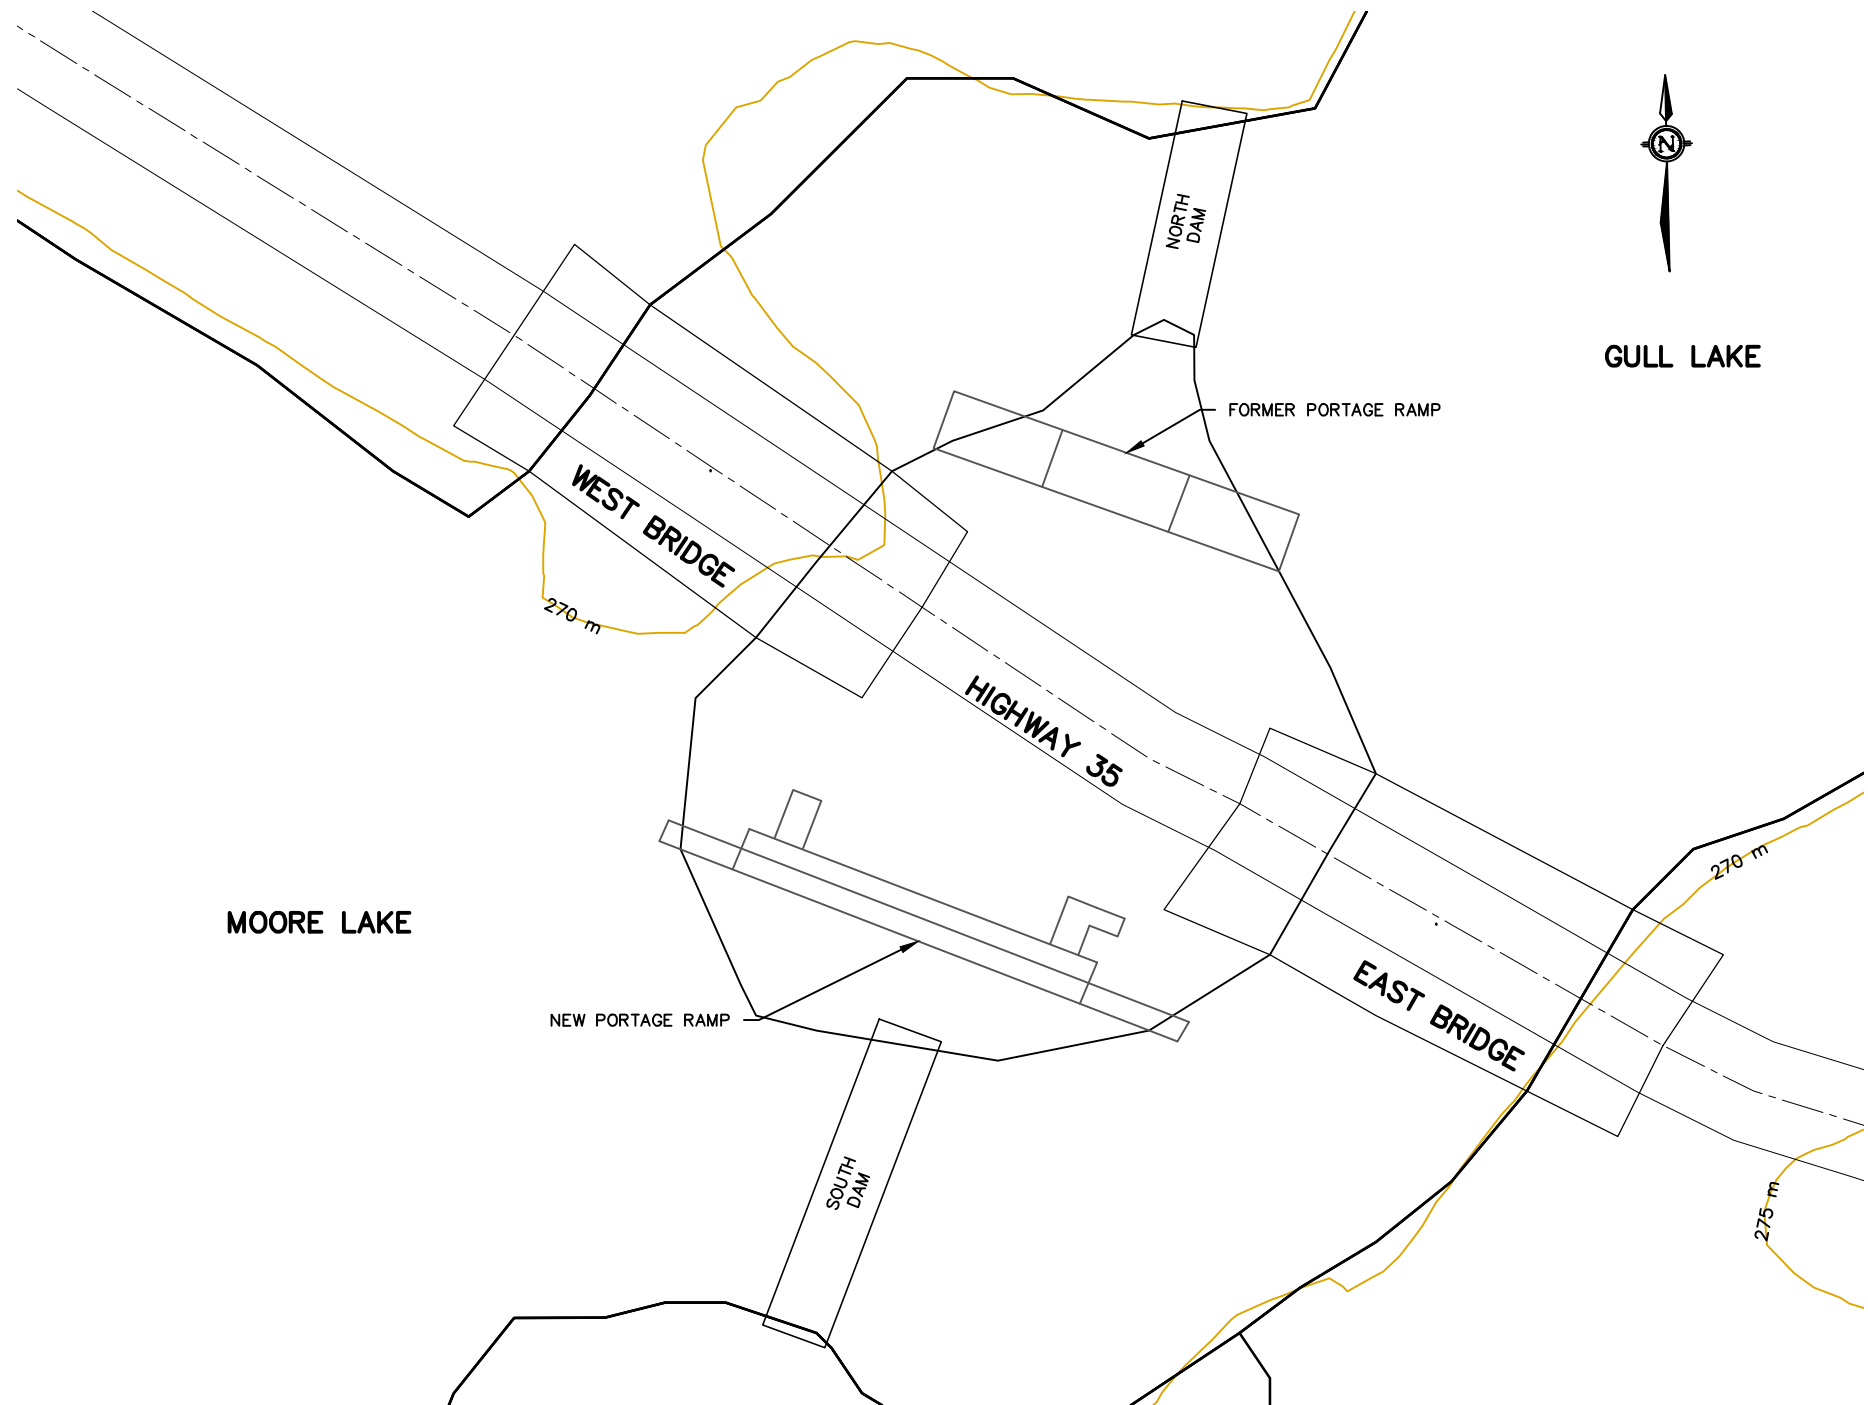 N
NORTH
DAM
GULL LAKE
FORMER PORTAGE RAMP
WEST BRIDGE
270 m
HIGHWAY 35
270 m
MOORE LAKE
NEW PORTAGE RAMP
EAST BRIDGE
SOUTH
DAM
275 m